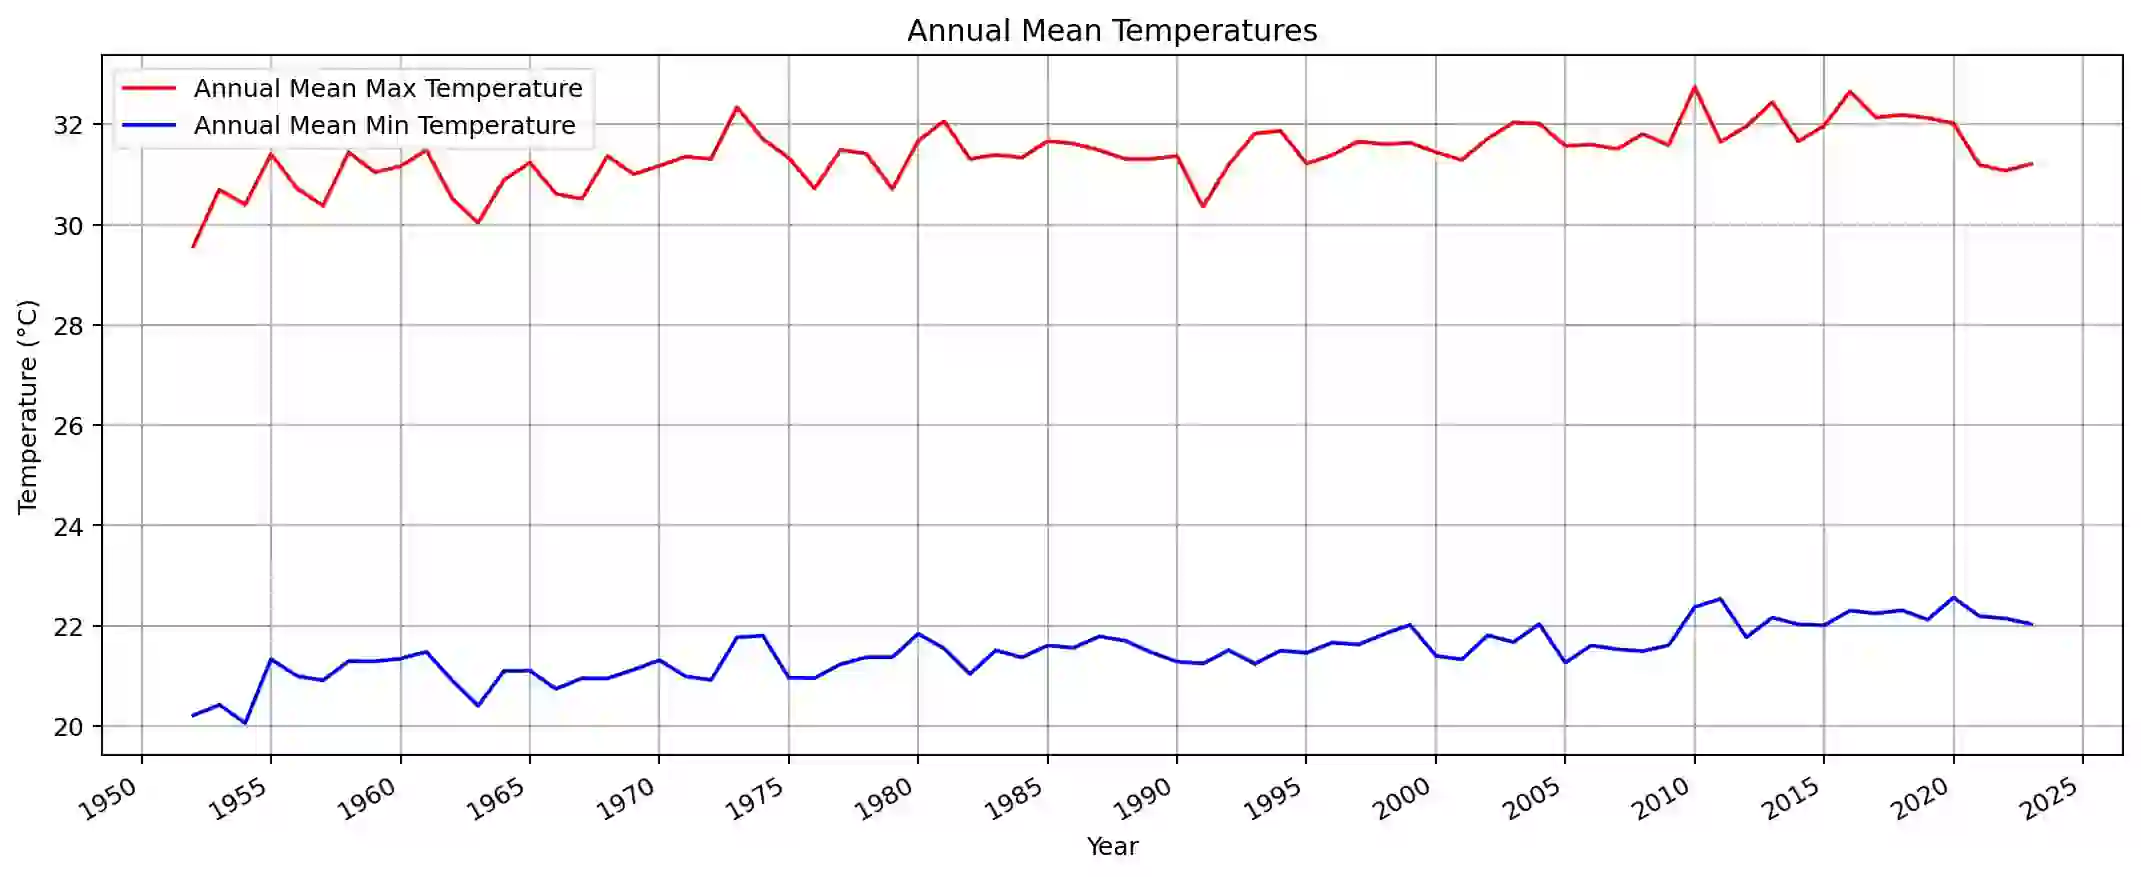 Annual Mean Temperatures
Annual Mean Max Temperature
Annual Mean Min Temperature
Temperature (°C)
32
30
28
26
24
22
20
1950 1955 1960 1965 1970 1975 1980 1985 1990 1995 2000 2005 2010 2015 2020 2025
Year